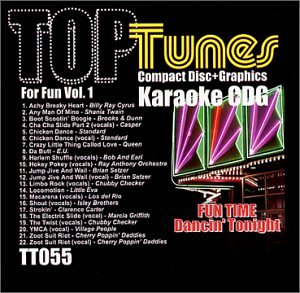 TOP Tunes
Compact Disc+Graphics
For Fun Vol. 1
Karaoke CDG
1. Achy Breaky Heart - Billy Ray Cyrus
2. Any Man Of Mine - Shania Twain
3. Boot Scootin' Boogie - Brooks & Dunn
4. Cha Cha Slide Part 2 (vocals) - Casper
5. Chicken Dance - Standard
6. Chicken Dance (vocal) - Standard
7. Crazy Little Thing Called Love - Queen
8. Da Butt - E.U.
9. Harlem Shuffle (vocals) - Bob And Earl
10. Hokey Pokey (vocals) - Ray Anthony Orchestra
11. Jump Jive And Wail - Brian Setzer
12. Jump Jive And Wail (vocal) - Brian Setzer
13. Limbo Rock (vocals) - Chubby Checker
14. Locomotion - Little Eva
15. Macarena (vocals) - Los del Rio
16. Shout (vocals) - Isley Brothers
17. Strokin' - Clarence Carter
18. The Electric Slide (vocal) - Marcia Griffith
19. The Twist (vocals) - Chubby Checker
20. YMCA (vocal) - Village People
21. Zoot Suit Riot - Cherry Poppin' Daddies
22. Zoot Suit Riot (vocal) - Cherry Poppin' Daddies
FUN TIME
Dancin' Tonight
TT055